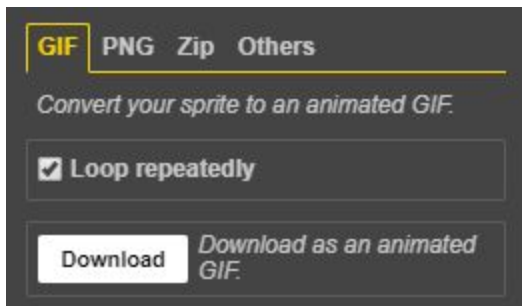 GIF PNG Zip Others
Convert your sprite to an animated GIF.
Loop repeatedly
Download
Download as an animated
GIF.